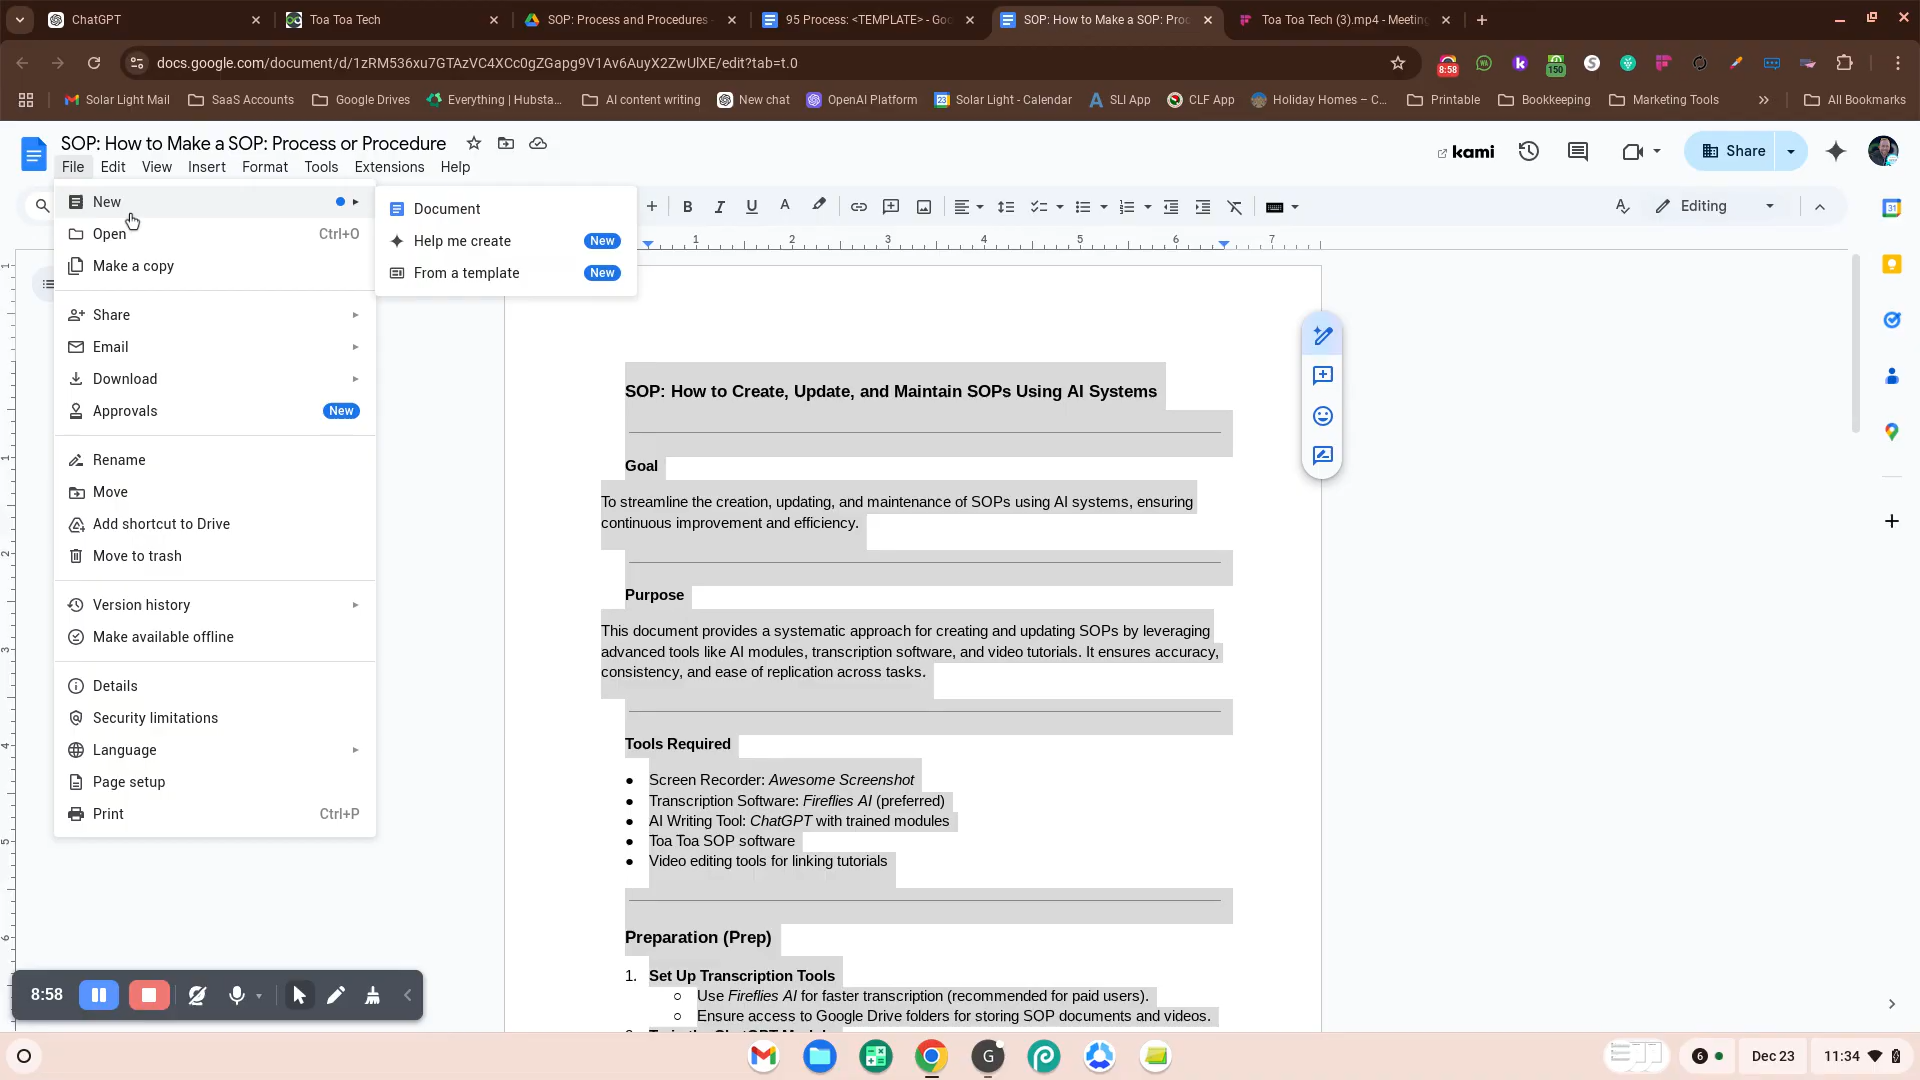 ChatGPT
Toa Toa Tech
SOP: Process and Procedures -
95 Process: <TEMPLATE> - Goo
SOP: How to Make a SOP: Proc
Toa Toa Tech (3).mp4 - Meeting
docs.google.com/document/d/1zRM536xu7GTAzVC4XCc0gZGapg9V1Av6AuyX2ZwUlXE/edit?tab=t.0
8:58
150
Solar Light Mail
SaaS Accounts
Google Drives
Everything | Hubsta...
AI content writing
New chat
OpenAI Platform
Solar Light - Calendar
SLI App
CLF App
Holiday Homes – C...
Printable
Bookkeeping
Marketing Tools
All Bookmarks
SOP: How to Make a SOP: Process or Procedure
File Edit View Insert Format Tools Extensions Help
kami
Share
Editing
New
Open Ctrl+O
Make a copy
Share
Email
Download
Approvals New
Rename
Move
Add shortcut to Drive
Move to trash
Version history
Make available offline
Details
Security limitations
Language
Page setup
Print Ctrl+P
Document
Help me create New
From a template New
1 2 3 4 5 6 7
SOP: How to Create, Update, and Maintain SOPs Using AI Systems
Goal
To streamline the creation, updating, and maintenance of SOPs using AI systems, ensuring
continuous improvement and efficiency.
Purpose
This document provides a systematic approach for creating and updating SOPs by leveraging
advanced tools like AI modules, transcription software, and video tutorials. It ensures accuracy,
consistency, and ease of replication across tasks.
Tools Required
● Screen Recorder: Awesome Screenshot
● Transcription Software: Fireflies AI (preferred)
● AI Writing Tool: ChatGPT with trained modules
● Toa Toa SOP software
● Video editing tools for linking tutorials
Preparation (Prep)
1. Set Up Transcription Tools
○ Use Fireflies AI for faster transcription (recommended for paid users).
○ Ensure access to Google Drive folders for storing SOP documents and videos.
8:58
6
Dec 23
11:34